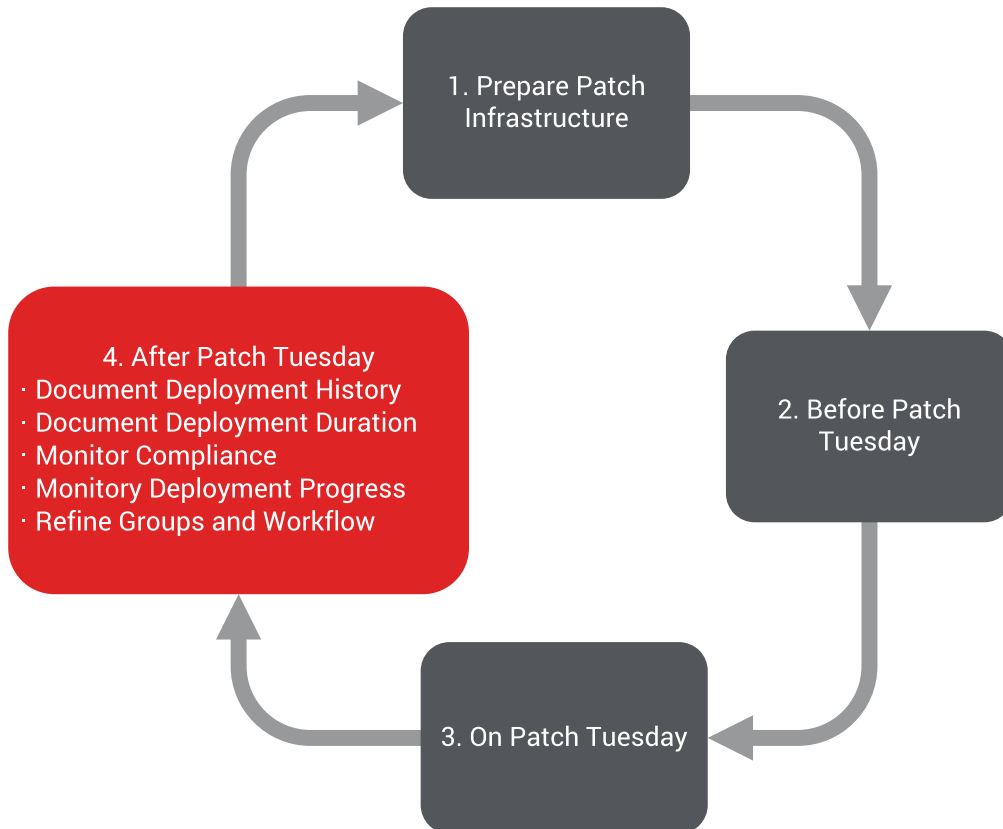 1. Prepare Patch
Infrastructure
2. Before Patch
Tuesday
3. On Patch Tuesday
4. After Patch Tuesday
· Document Deployment History
· Document Deployment Duration
· Monitor Compliance
· Monitory Deployment Progress
· Refine Groups and Workflow